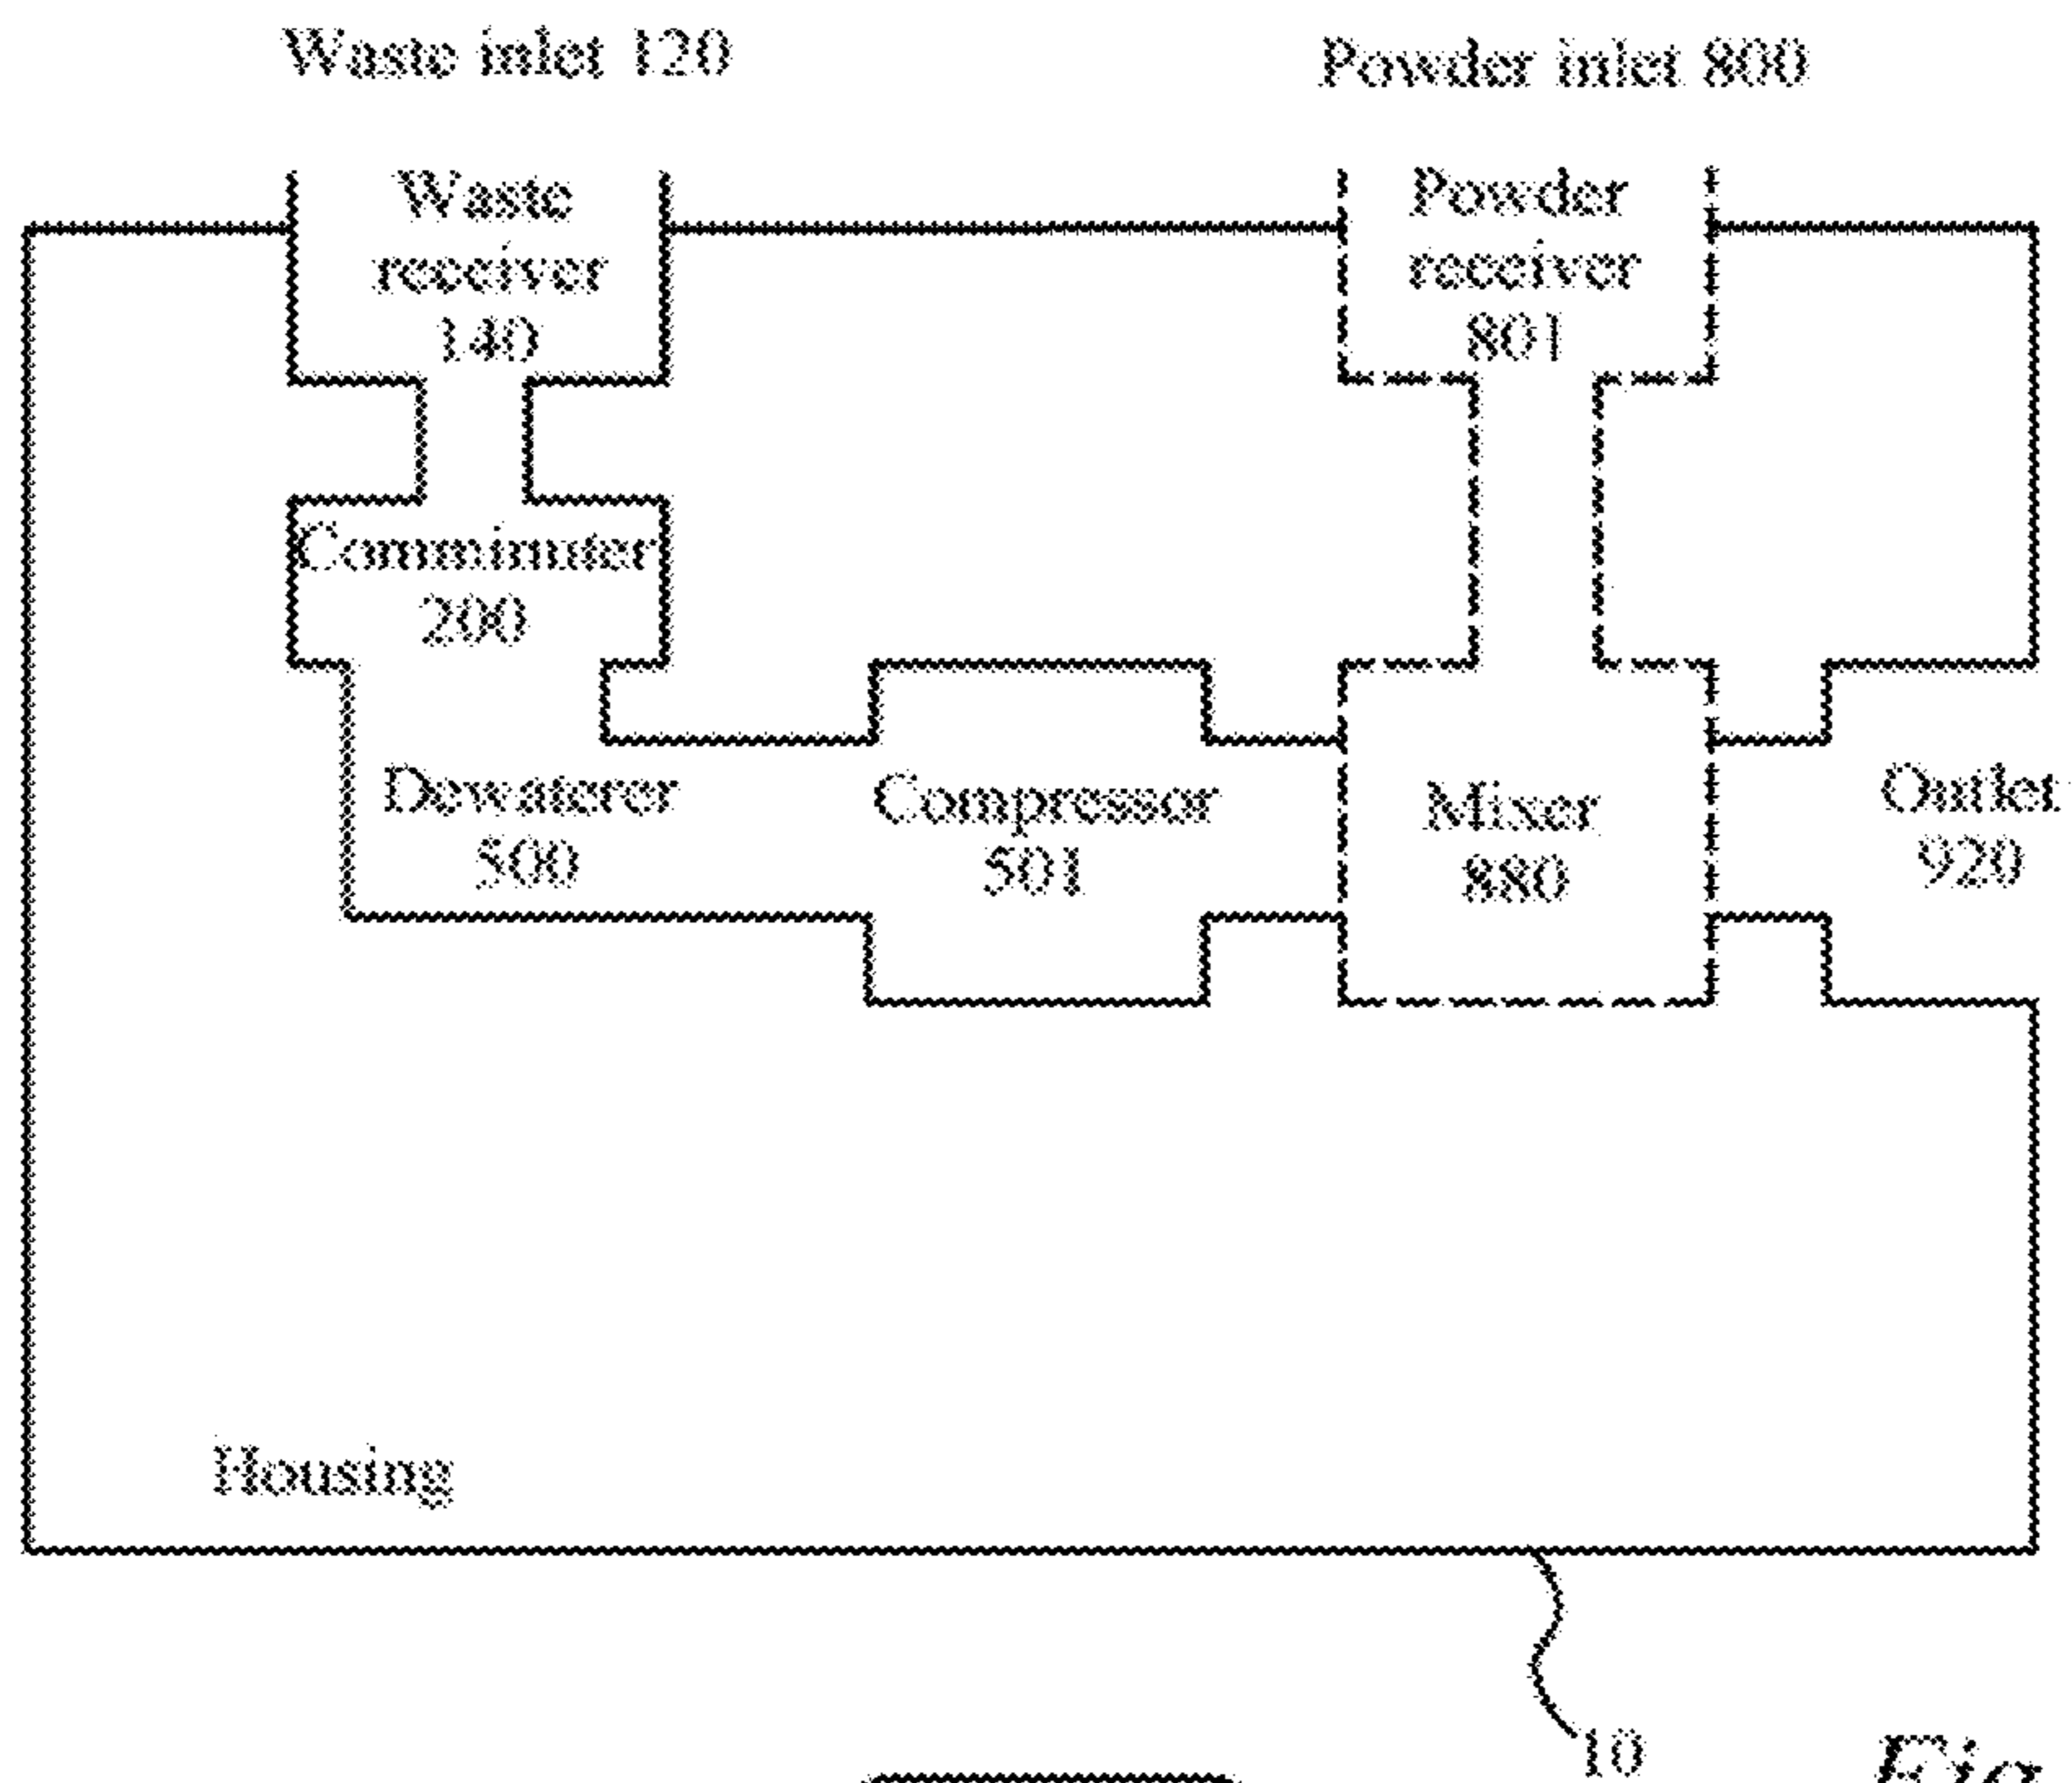 Waste inlet 120
Powder inlet 800
Waste
receiver
140
Powder
receiver
801
Comminuter
200
Dewaterer
500
Compressor
501
Mixer
880
Outlet
920
Housing
10
Fig